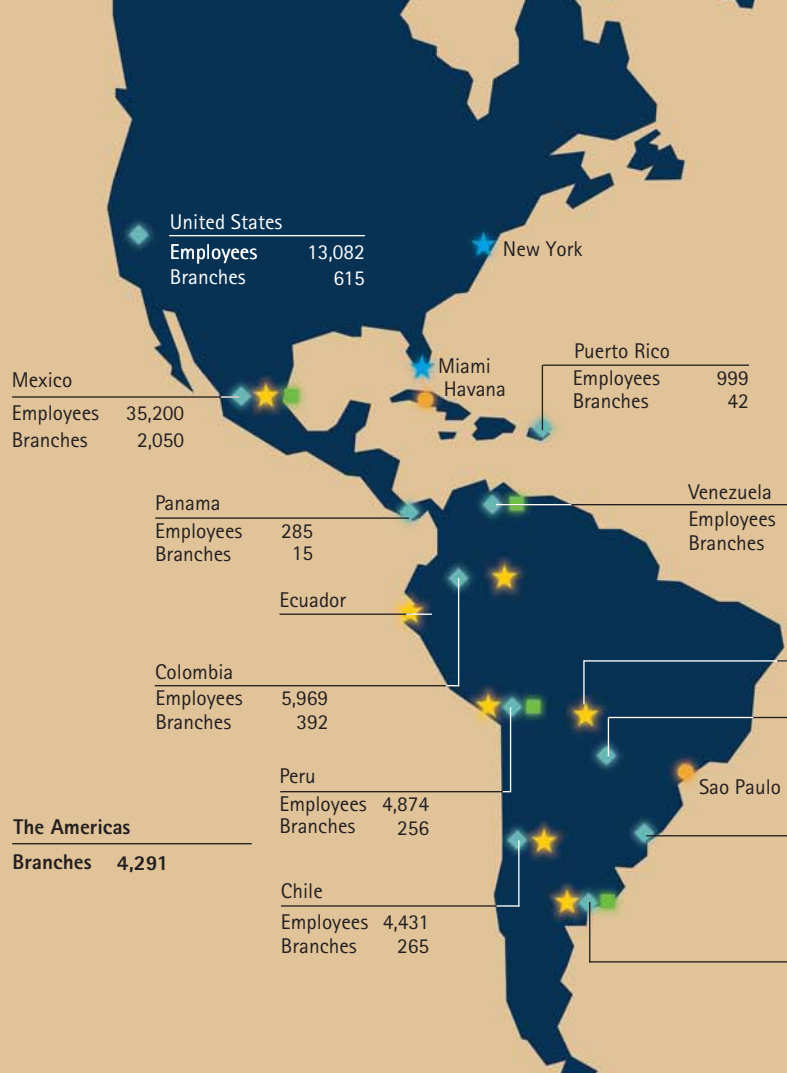 United States
Employees 13,082
Branches 615
New York
Miami
Havana
Puerto Rico
Employees 999
Branches 42
Mexico
Employees 35,200
Branches 2,050
Panama
Employees 285
Branches 15
Venezuela
Employees
Branches
Ecuador
Colombia
Employees 5,969
Branches 392
Peru
Employees 4,874
Branches 256
Sao Paulo
The Americas
Branches 4,291
Chile
Employees 4,431
Branches 265